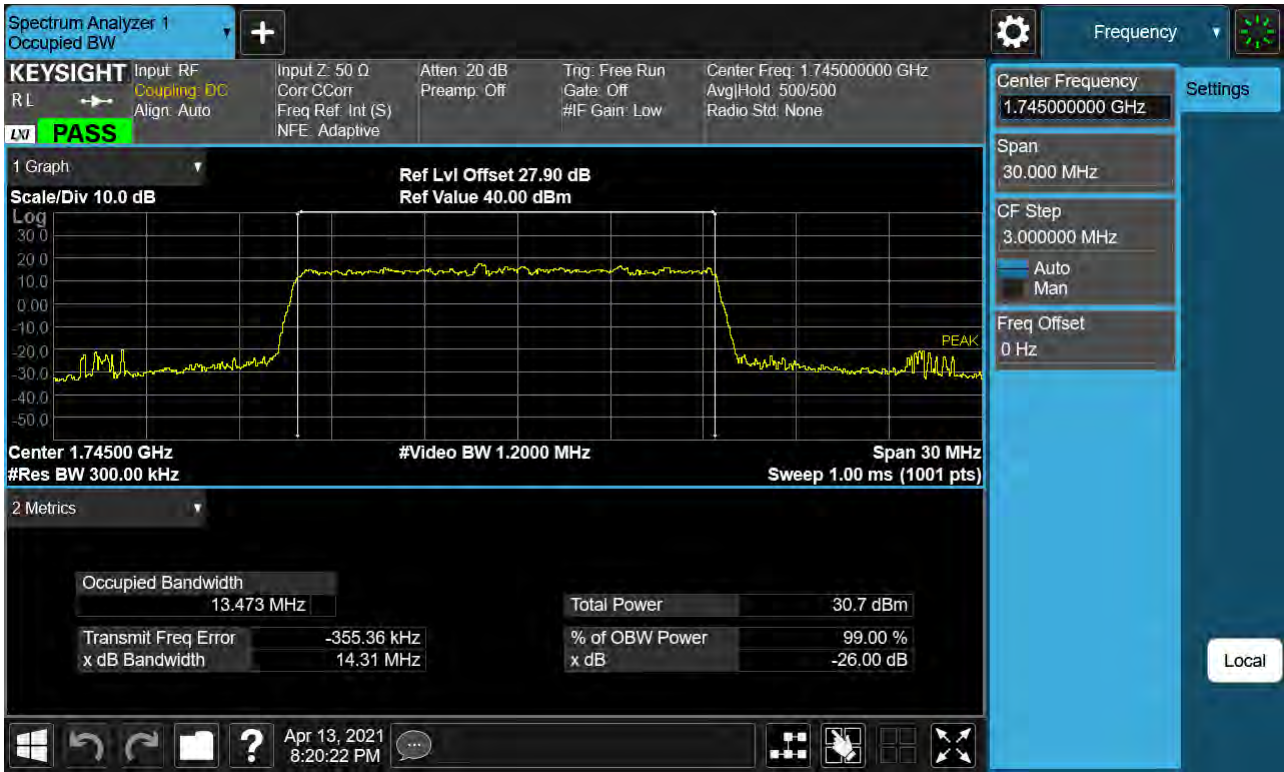 Spectrum Analyzer 1
Occupied BW
+
Frequency
KEYSIGHT
R L
LXI
PASS
Input: RF
Coupling: DC
Align: Auto
Input Z: 50 Ω
Corr CCorr
Freq Ref: Int (S)
NFE: Adaptive
Atten: 20 dB
Preamp: Off
Trig: Free Run
Gate: Off
#IF Gain: Low
Center Freq: 1.745000000 GHz
Avg|Hold: 500/500
Radio Std: None
1 Graph
Scale/Div 10.0 dB
Ref Lvl Offset 27.90 dB
Ref Value 40.00 dBm
Log
30.0
20.0
10.0
0.00
-10.0
-20.0
-30.0
-40.0
-50.0
PEAK
Center 1.74500 GHz
#Video BW 1.2000 MHz
Span 30 MHz
#Res BW 300.00 kHz
Sweep 1.00 ms (1001 pts)
2 Metrics
Occupied Bandwidth
13.473 MHz
Total Power 30.7 dBm
Transmit Freq Error -355.36 kHz
% of OBW Power 99.00 %
x dB Bandwidth 14.31 MHz
x dB -26.00 dB
Center Frequency
1.745000000 GHz
Span
30.000 MHz
CF Step
3.000000 MHz
Auto
Man
Freq Offset
0 Hz
Settings
Local
?
Apr 13, 2021
8:20:22 PM